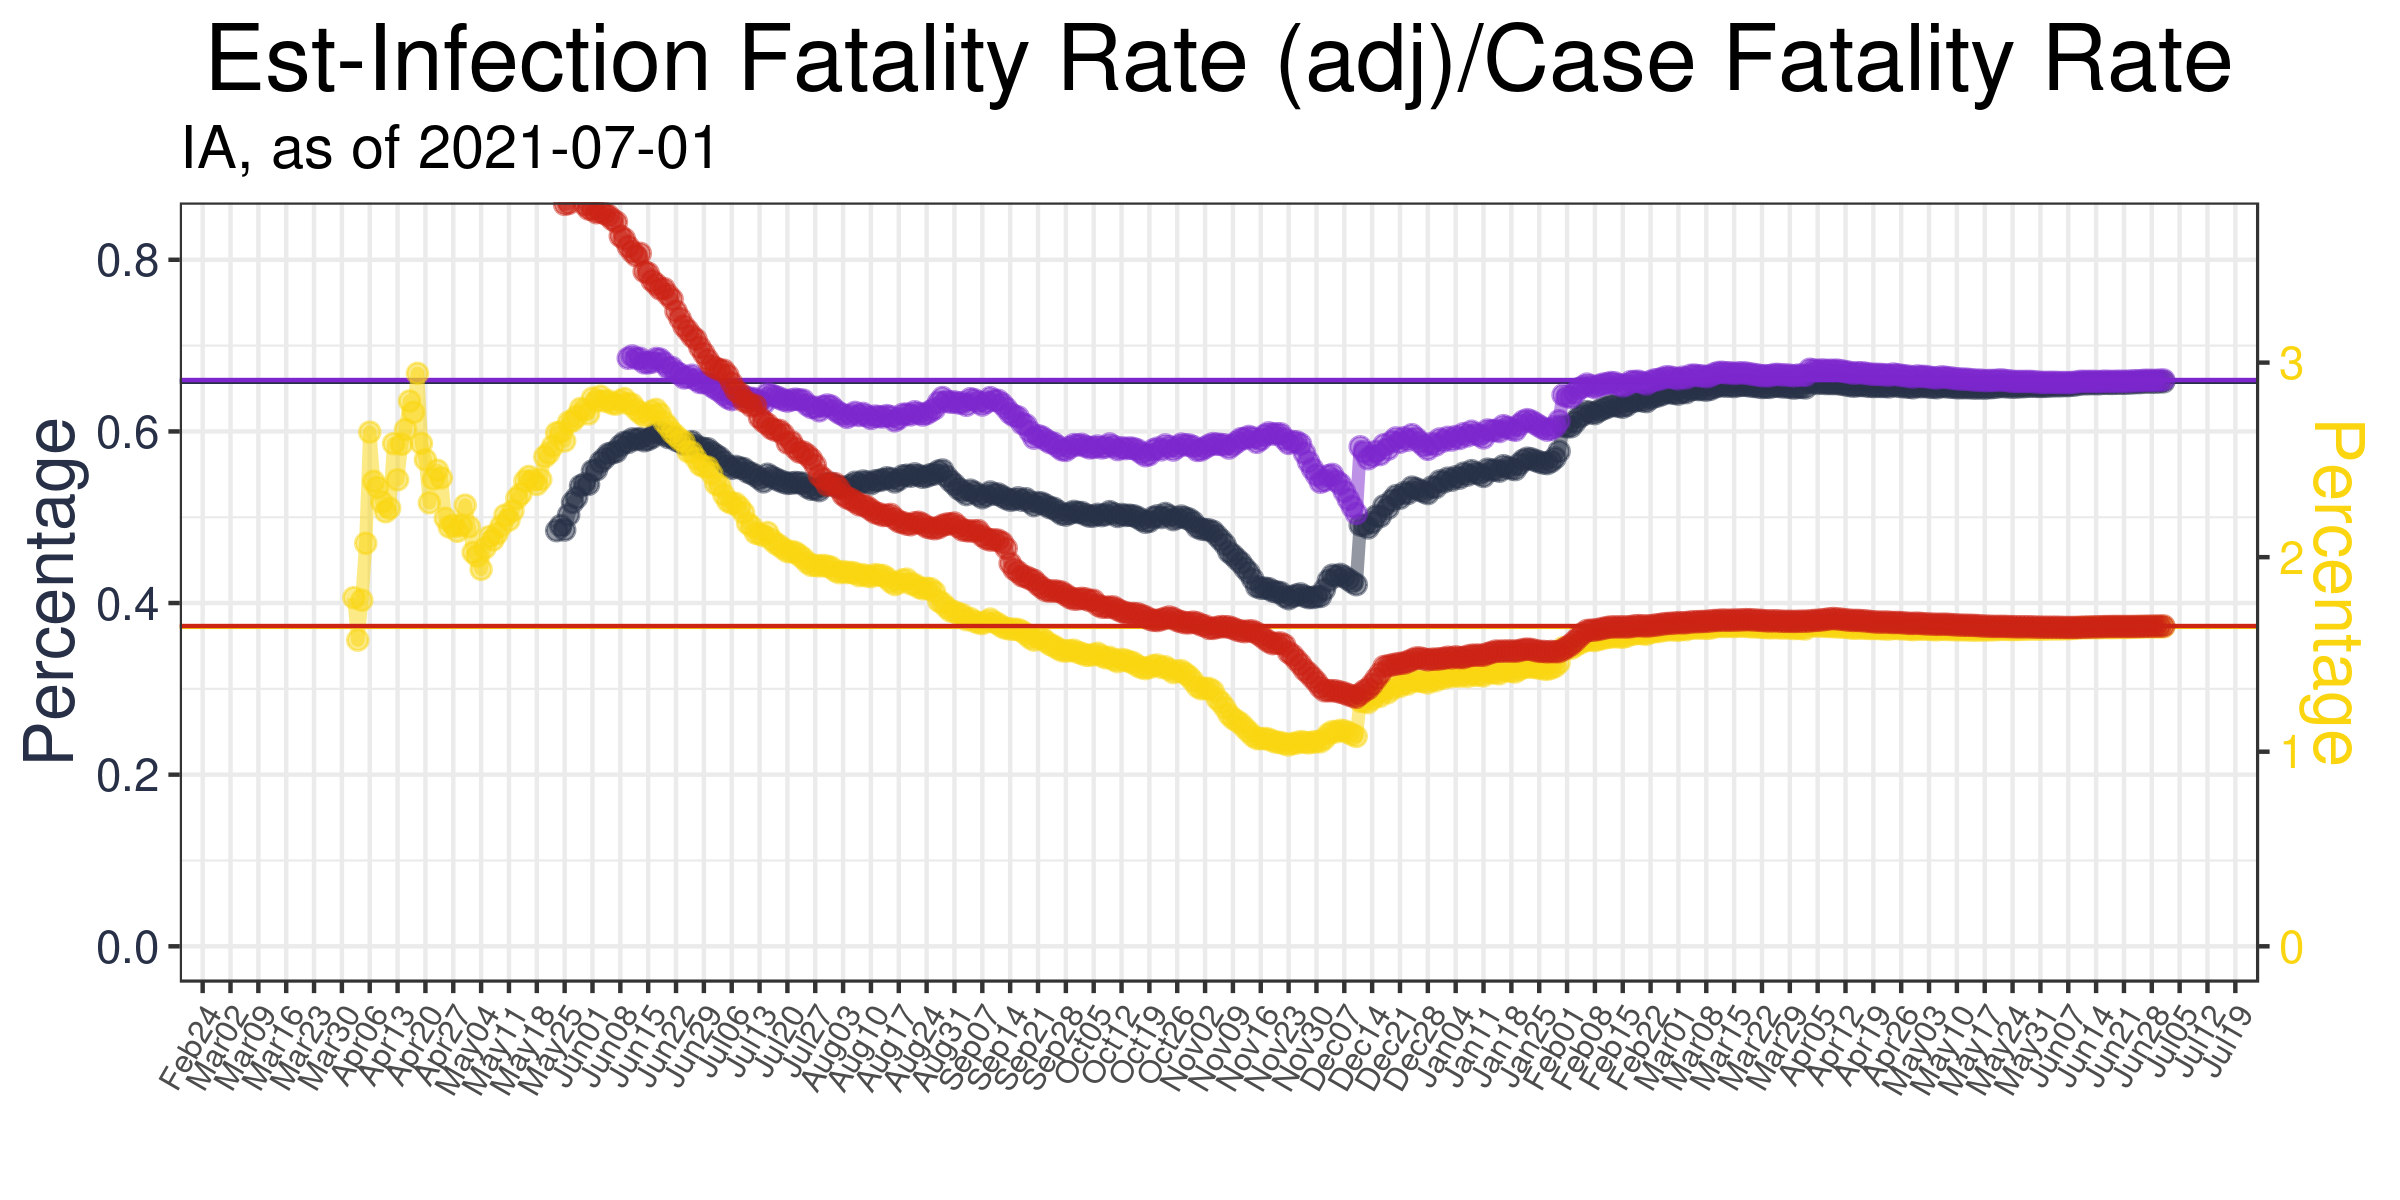 Est-Infection Fatality Rate (adj)/Case Fatality Rate
IA, as of 2021-07-01
Percentage
0.8
0.6
0.4
0.2
0.0
3
2
1
0
Percentage
Feb24
Mar02
Mar09
Mar16
Mar23
Mar30
Apr06
Apr13
Apr20
Apr27
May04
May11
May18
May25
Jun01
Jun08
Jun15
Jun22
Jun29
Jul06
Jul13
Jul20
Jul27
Aug03
Aug10
Aug17
Aug24
Aug31
Sep07
Sep14
Sep21
Sep28
Oct05
Oct12
Oct19
Oct26
Nov02
Nov09
Nov16
Nov23
Nov30
Dec07
Dec14
Dec21
Dec28
Jan04
Jan11
Jan18
Jan25
Feb01
Feb08
Feb15
Feb22
Mar01
Mar08
Mar15
Mar22
Mar29
Apr05
Apr12
Apr19
Apr26
May03
May10
May17
May24
May31
Jun07
Jun14
Jun21
Jun28
Jul05
Jul12
Jul19